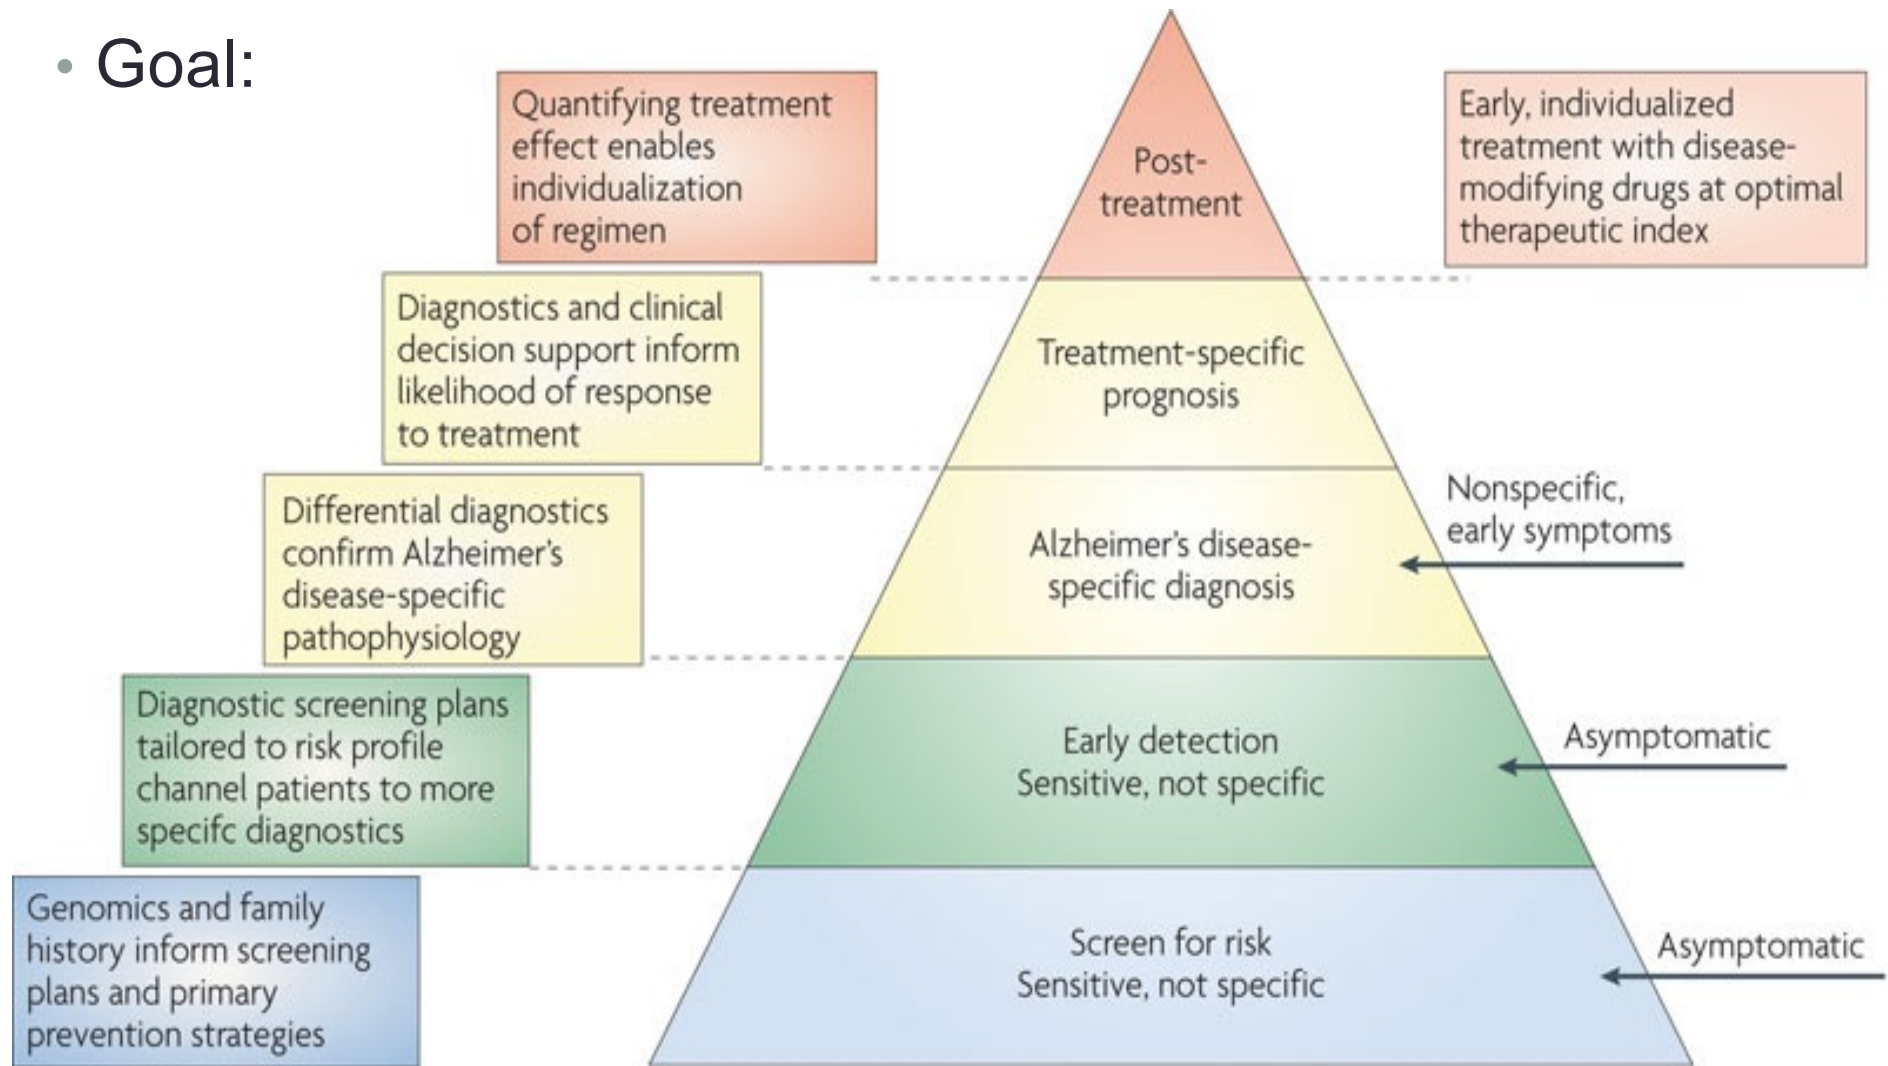 • Goal:
Quantifying treatment
effect enables
individualization
of regimen
Post-
treatment
Early, individualized
treatment with disease-
modifying drugs at optimal
therapeutic index
Diagnostics and clinical
decision support inform
likelihood of response
to treatment
Treatment-specific
prognosis
Differential diagnostics
confirm Alzheimer's
disease-specific
pathophysiology
Alzheimer's disease-
specific diagnosis
Nonspecific,
early symptoms
Diagnostic screening plans
tailored to risk profile
channel patients to more
specifc diagnostics
Early detection
Sensitive, not specific
Asymptomatic
Genomics and family
history inform screening
plans and primary
prevention strategies
Screen for risk
Sensitive, not specific
Asymptomatic